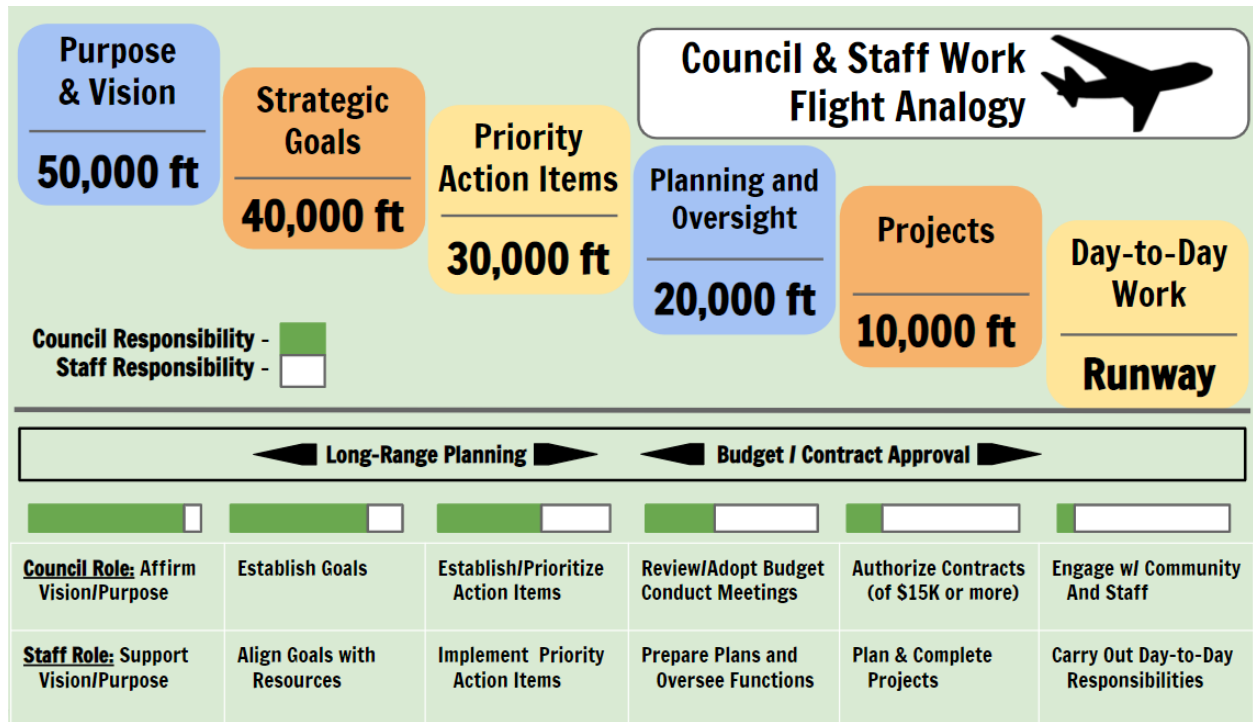 Purpose
& Vision
50,000 ft
Strategic
Goals
40,000 ft
Priority
Action Items
30,000 ft
Council & Staff Work
Flight Analogy
Planning and
Oversight
20,000 ft
Projects
10,000 ft
Day-to-Day
Work
Runway
Council Responsibility -
Staff Responsibility -
Long-Range Planning
Budget / Contract Approval
Council Role: Affirm
Vision/Purpose
Establish Goals
Establish/Prioritize
Action Items
Review/Adopt Budget
Conduct Meetings
Authorize Contracts
(of $15K or more)
Engage w/ Community
And Staff
Staff Role: Support
Vision/Purpose
Align Goals with
Resources
Implement Priority
Action Items
Prepare Plans and
Oversee Functions
Plan & Complete
Projects
Carry Out Day-to-Day
Responsibilities